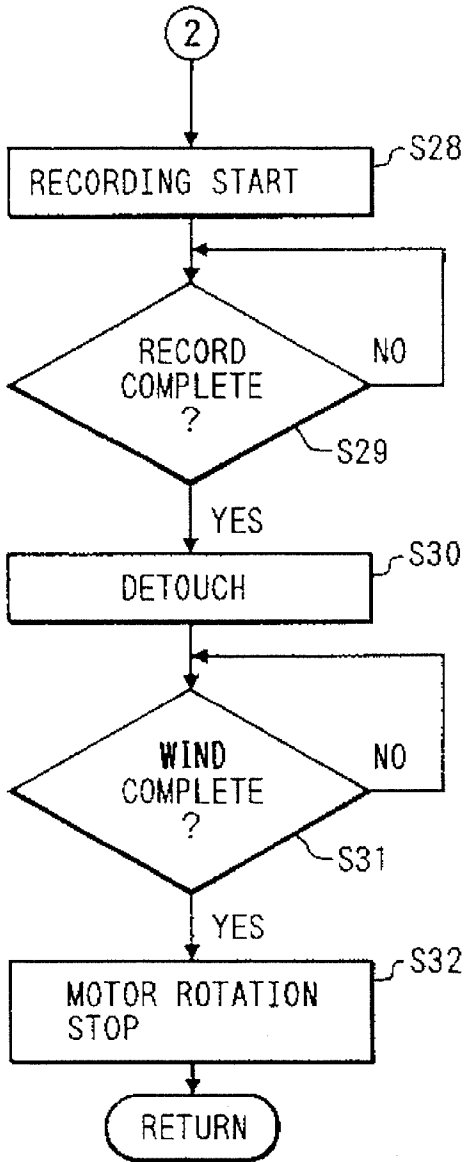 2
S28
RECORDING START
RECORD
COMPLETE
?
NO
S29
YES
S30
DETOUCH
WIND
COMPLETE
?
NO
S31
YES
S32
MOTOR ROTATION
STOP
RETURN